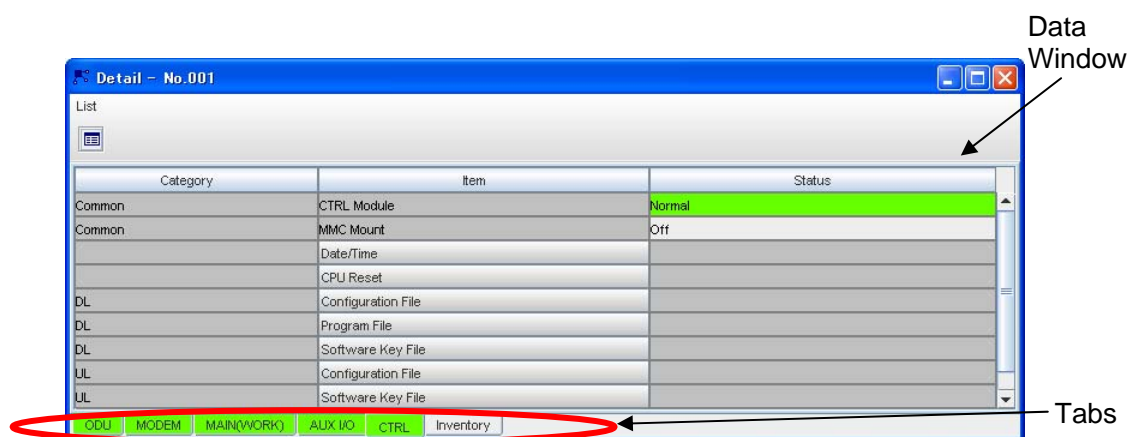 Data
Window
Detail - No.001
List
Category Item Status
Common CTRL Module Normal
Common MMC Mount Off
Date/Time
CPU Reset
DL Configuration File
DL Program File
DL Software Key File
UL Configuration File
UL Software Key File
ODU MODEM MAIN(WORK) AUX I/O CTRL Inventory
Tabs